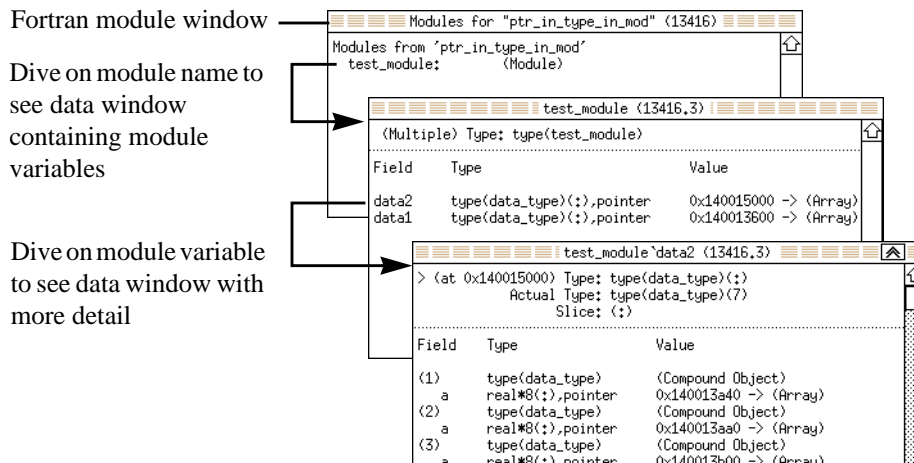 Fortran module window
Dive on module name to
see data window
containing module
variables
Dive on module variable
to see data window with
more detail
Modules for "ptr_in_type_in_mod" (13416)
Modules from 'ptr_in_type_in_mod'
test_module: (Module)
test_module (13416.3)
(Multiple) Type: type(test_module)
Field Type Value
data2 type(data_type)(:),pointer 0x140015000 -> (Array)
data1 type(data_type)(:),pointer 0x140013600 -> (Array)
test_module`data2 (13416.3)
> (at 0x140015000) Type: type(data_type)(:)
Actual Type: type(data_type)(7)
Slice: (:)
Field Type Value
(1) type(data_type) (Compound Object)
a real*8(:),pointer 0x140013a40 -> (Array)
(2) type(data_type) (Compound Object)
a real*8(:),pointer 0x140013aa0 -> (Array)
(3) type(data_type) (Compound Object)
a real*8(:),pointer 0x140013b00 -> (Array)